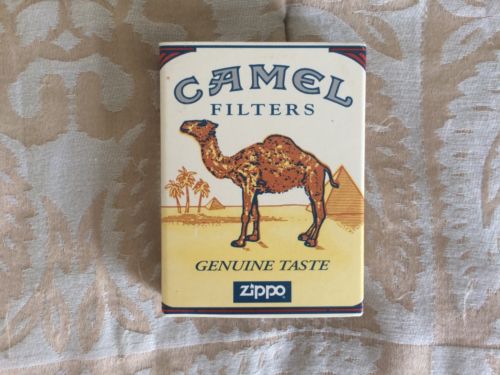 CAMEL
FILTERS
GENUINE TASTE
Zippo